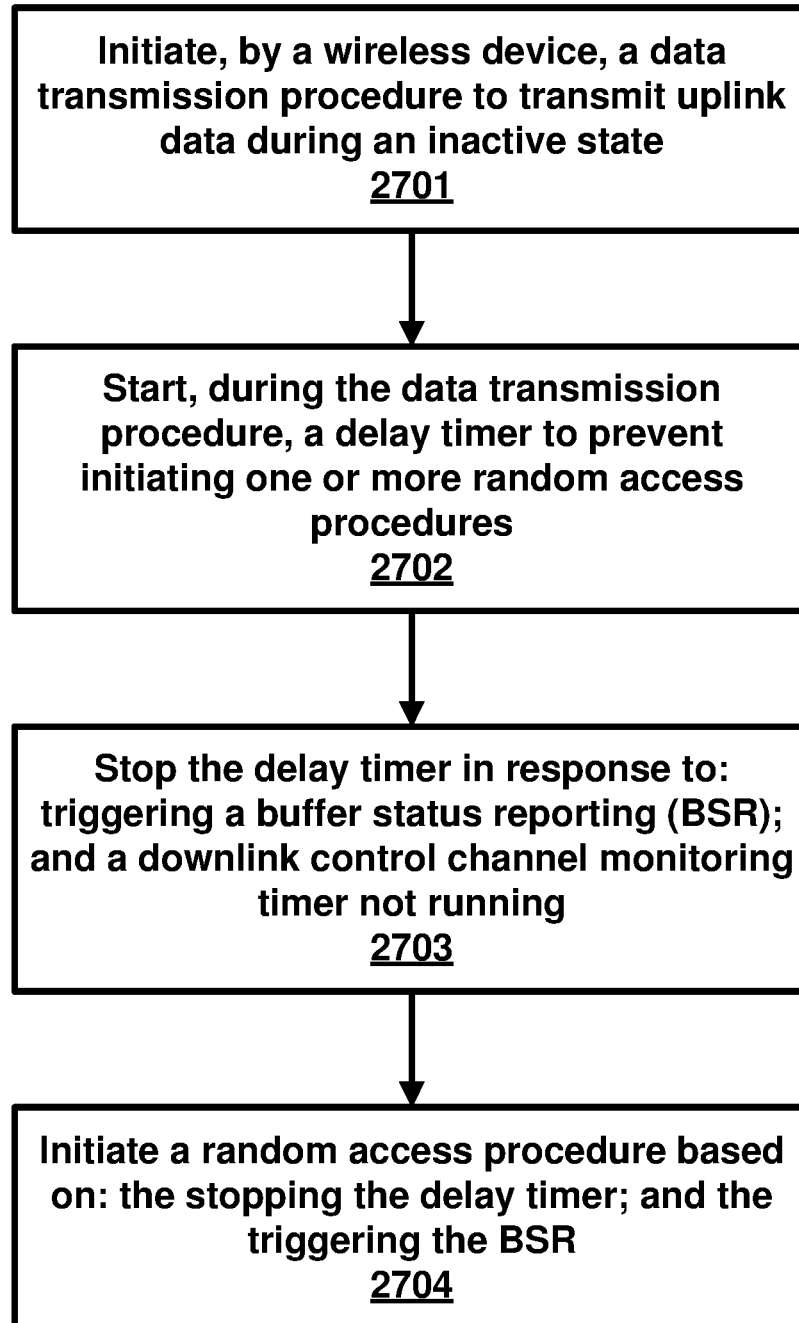 Initiate, by a wireless device, a data
transmission procedure to transmit uplink
data during an inactive state
2701
Start, during the data transmission
procedure, a delay timer to prevent
initiating one or more random access
procedures
2702
Stop the delay timer in response to:
triggering a buffer status reporting (BSR);
and a downlink control channel monitoring
timer not running
2703
Initiate a random access procedure based
on: the stopping the delay timer; and the
triggering the BSR
2704